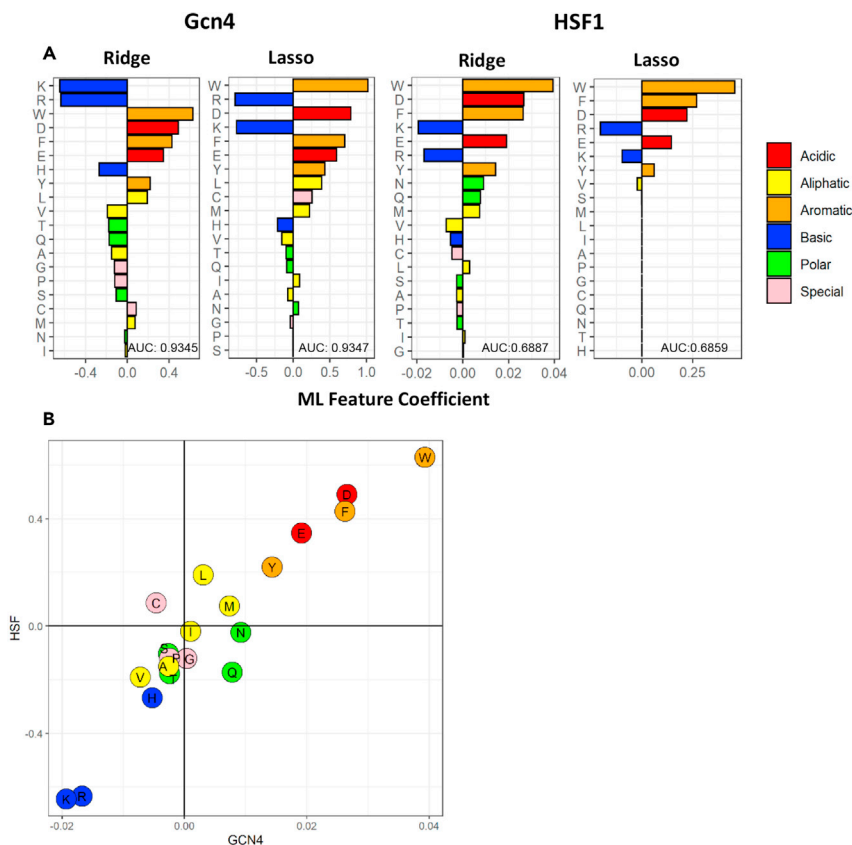 Gcn4 HSF1
A Ridge Lasso Ridge Lasso
K W W W
R R D F
W D F D
D K K R
F F E E
E E R K
H Y Y Y
Y L N V
L C Q S
V M M M
T H V L
Q V H I
A T C A
G Q L P
P I S G
S A A C
C N P Q
M G T N
N P I T
I S G H
AUC: 0.9345 AUC: 0.9347 AUC:0.6887 AUC:0.6859
-0.4 0.0 0.4 -0.5 0.0 0.5 1.0 -0.02 0.00 0.02 0.04 0.00 0.25
Acidic
Aliphatic
Aromatic
Basic
Polar
Special
ML Feature Coefficient
B
W
D
0.4 F
E
Y
L
C M
0.0 I N
S
P G
A
T
V Q
H
-0.4
K R
HSF
-0.02 0.00 0.02 0.04
GCN4